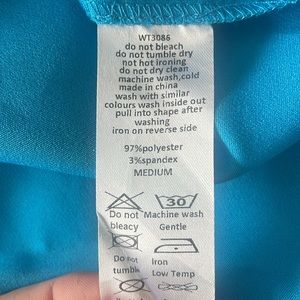 WT3086
do not bleach
do not tumble dry
not hot ironing
do not dry clean
machine wash,cold
made in china
wash with similar
colours wash inside out
pull into shape after
washing
iron on reverse side
97%polyester
3%spandex
MEDIUM
30
Do not Machine wash
bleacy Gentle
Do not Iron
tumble Low Temp